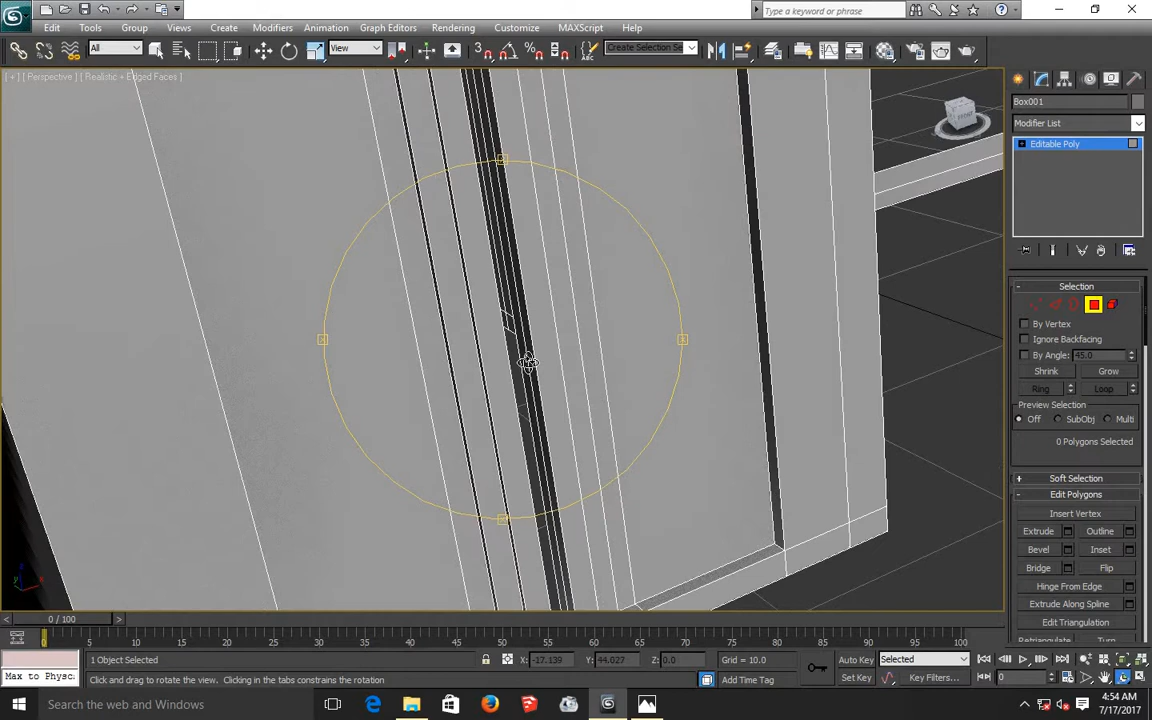 Type a keyword or phrase
Edit Tools Group Views Create Modifiers Animation Graph Editors Rendering Customize MAXScript Help
All View Create Selection Se
[ + ] [ Perspective ] [ Realistic + Edged Faces ]
FRONT
Box001
Modifier List
Editable Poly
Selection
By Vertex
Ignore Backfacing
By Angle: 45.0
Shrink Grow
Ring Loop
Preview Selection
Off SubObj Multi
0 Polygons Selected
Soft Selection
Edit Polygons
Insert Vertex
Extrude Outline
Bevel Inset
Bridge Flip
Hinge From Edge
Extrude Along Spline
Edit Triangulation
Retriangulate Turn
0 / 100
0 5 10 15 20 25 30 35 40 45 50 55 60 65 70 75 80 85 90 95 100
1 Object Selected X: -17.139 Y: 44.027 Z: 0.0 Grid = 10.0 Auto Key Selected
Max to Physc Click and drag to rotate the view. Clicking in the tabs constrains the rotation Add Time Tag Set Key Key Filters... 0
Search the web and Windows
4:54 AM
7/17/2017